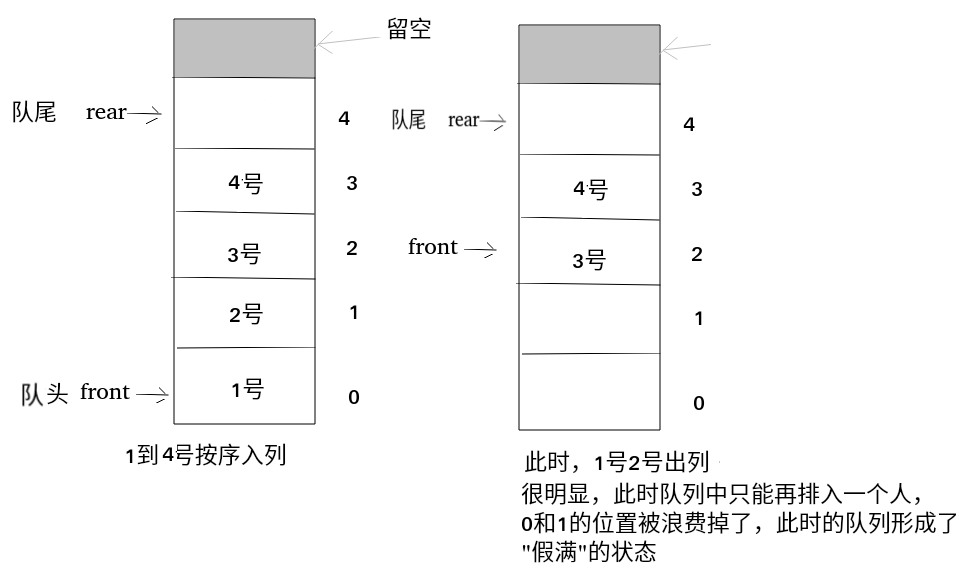 留空
队尾 rear
4
4号 3
3号 2
2号 1
队头 front 1号 0
1到4号按序入列
队尾 rear
4
4号 3
front 3号 2
1
0
此时，1号2号出列
很明显，此时队列中只能再排入一个人，
0和1的位置被浪费掉了，此时的队列形成了
"假满"的状态